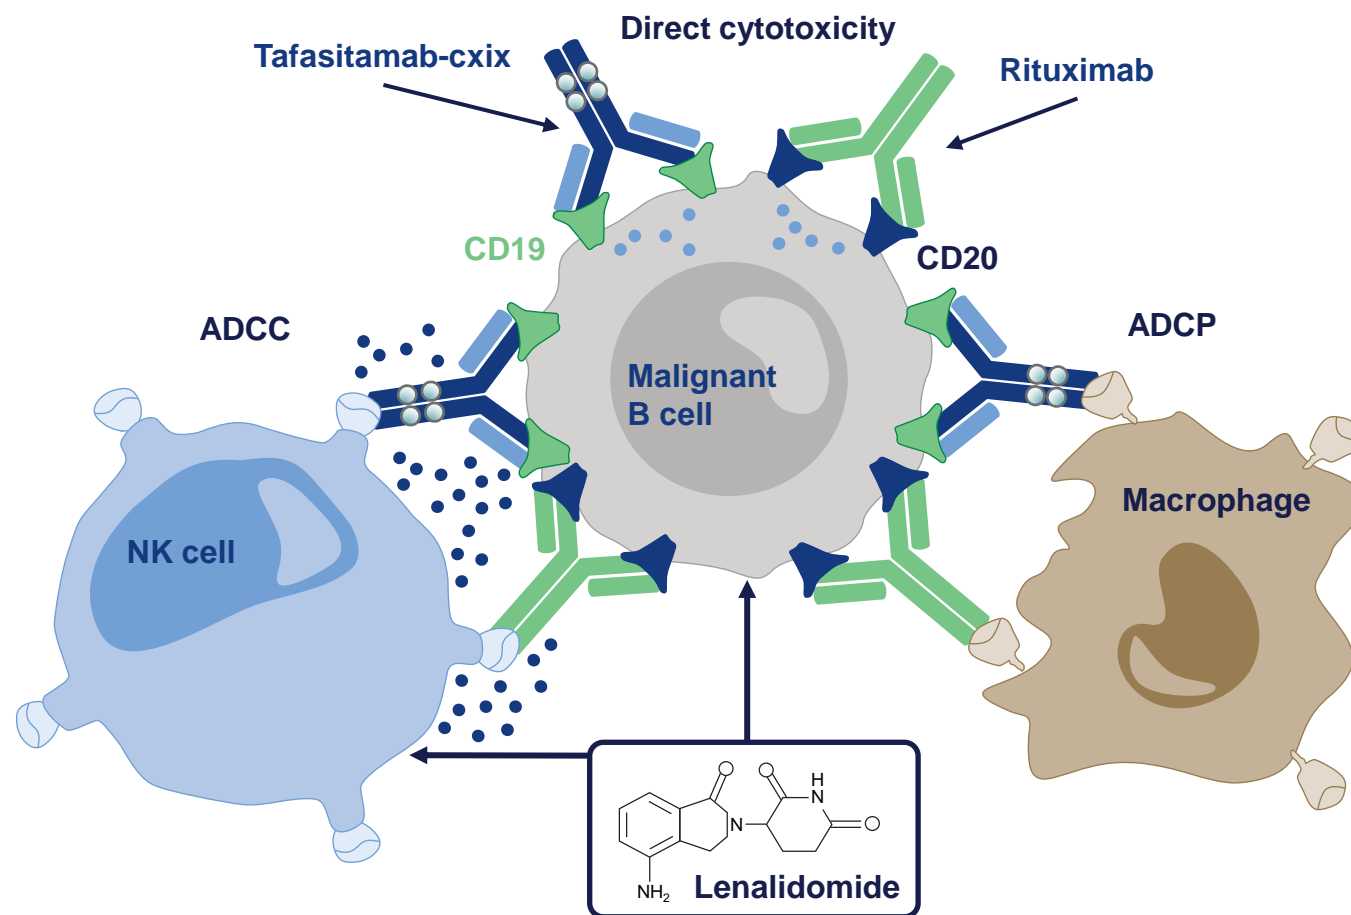 Direct cytotoxicity
Tafasitamab-cxix
Rituximab
CD19
CD20
ADCC
ADCP
Malignant
B cell
NK cell
Macrophage
O
O
H
N
N
O
NH₂
Lenalidomide